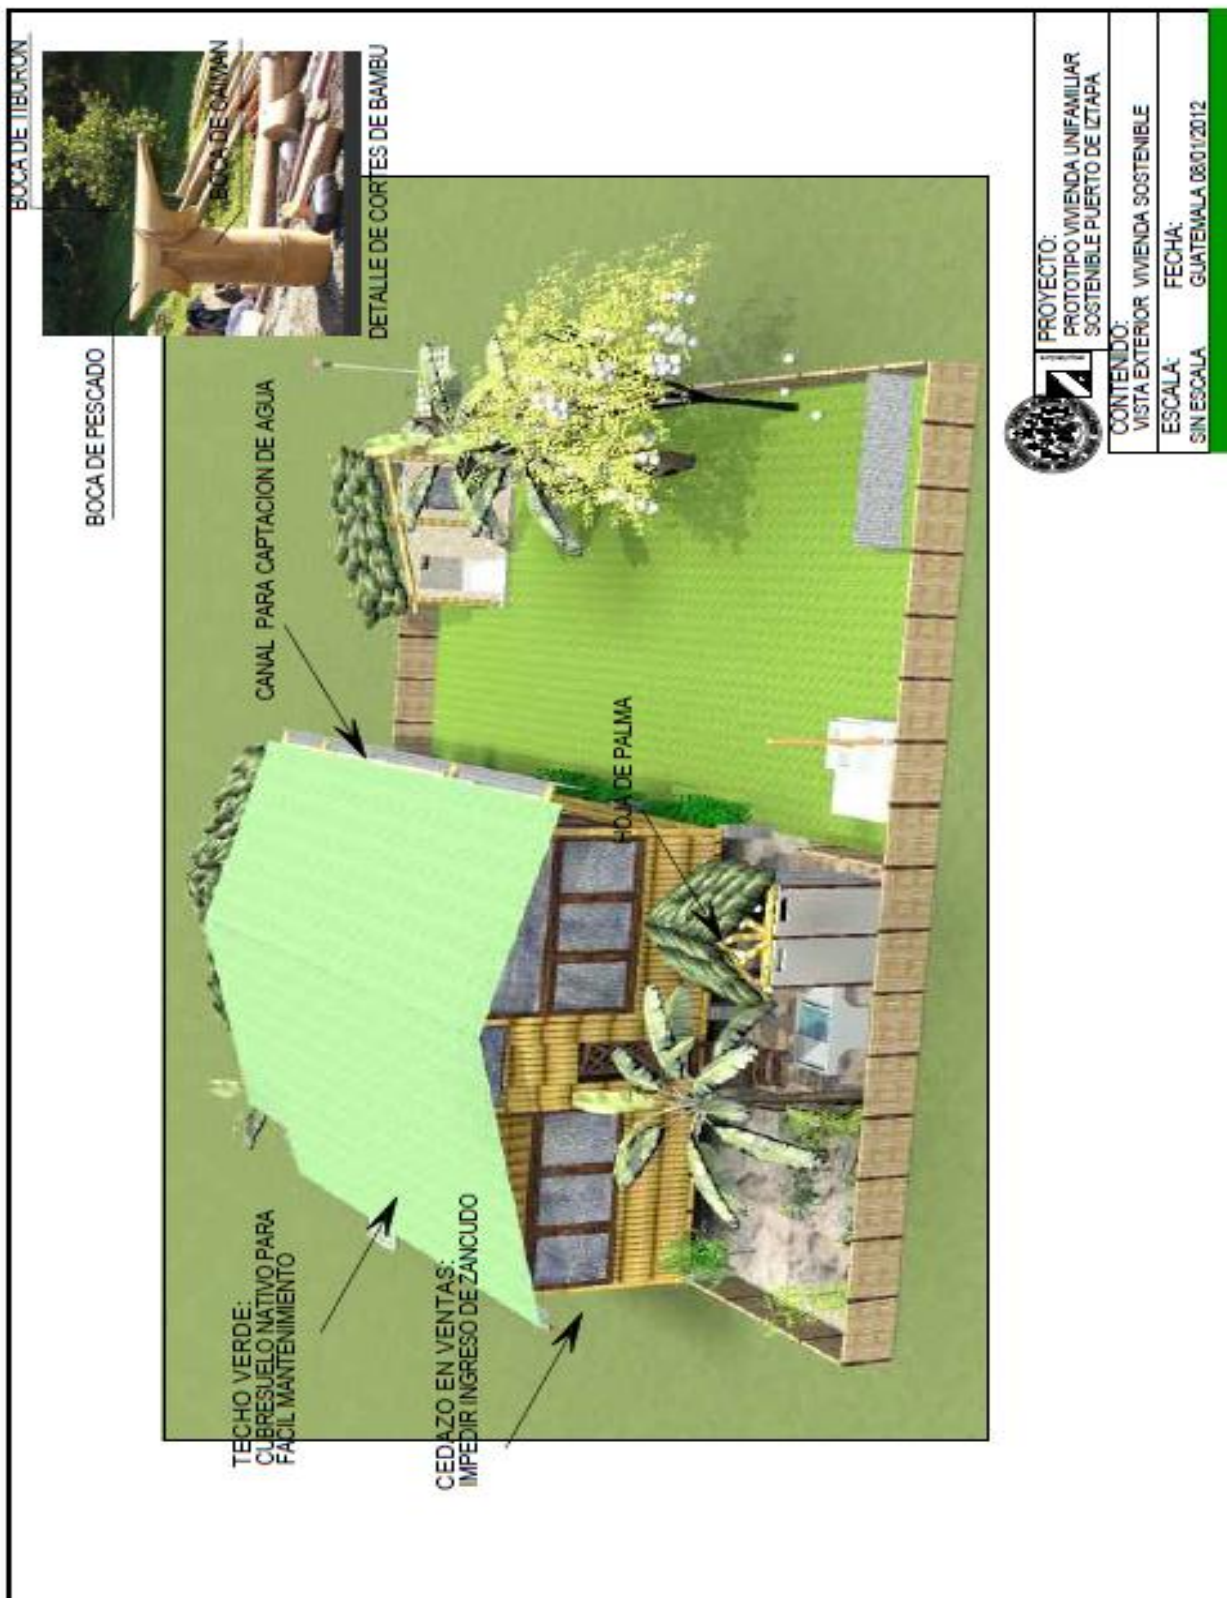 BOCA DE TIBURON
BOCA DE CAIMAN
BOCA DE PESCADO
DETALLE DE CORTES DE BAMBU
CANAL PARA CAPTACION DE AGUA
HOJA DE PALMA
TECHO VERDE:
CUBRESUELO NATIVO PARA
FACIL MANTENIMIENTO
CEDAZO EN VENTAS:
IMPEDIR INGRESO DE ZANCUDO
PROYECTO:
PROTOTIPO VIVIENDA UNIFAMILIAR
SOSTENIBLE PUERTO DE IZTAPA
CONTENIDO:
VISTA EXTERIOR VIVIENDA SOSTENIBLE
ESCALA:
SIN ESCALA
FECHA:
GUATEMALA 08/01/2012